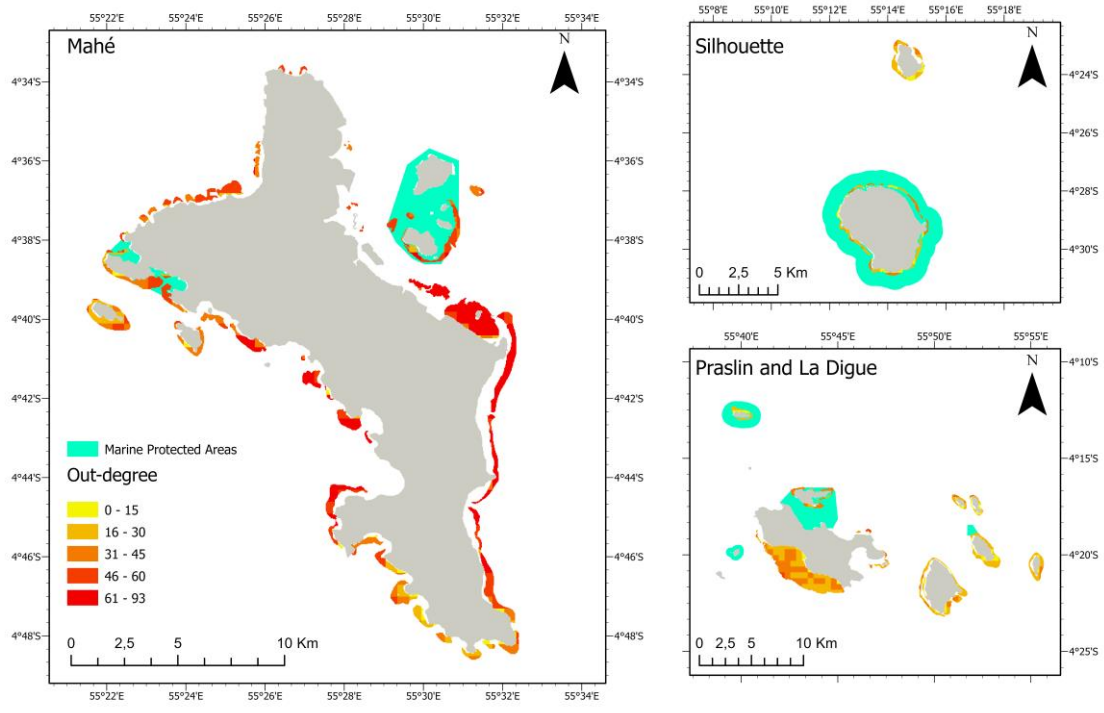 55°22'E 55°24'E 55°26'E 55°28'E 55°30'E 55°32'E 55°34'E
Mahé
N
4°34'S 4°34'S
4°36'S 4°36'S
4°38'S 4°38'S
4°40'S 4°40'S
4°42'S 4°42'S
4°44'S 4°44'S
4°46'S 4°46'S
4°48'S 4°48'S
Marine Protected Areas
Out-degree
0 - 15
16 - 30
31 - 45
46 - 60
61 - 93
0 2,5 5 10 Km
55°22'E 55°24'E 55°26'E 55°28'E 55°30'E 55°32'E 55°34'E
55°8'E 55°10'E 55°12'E 55°14'E 55°16'E 55°18'E
Silhouette
N
4°24'S
4°26'S
4°28'S
4°30'S
0 2,5 5 Km
55°40'E 55°45'E 55°50'E 55°55'E
Praslin and La Digue
N
4°10'S
4°15'S
4°20'S
4°25'S
0 2,5 5 10 Km